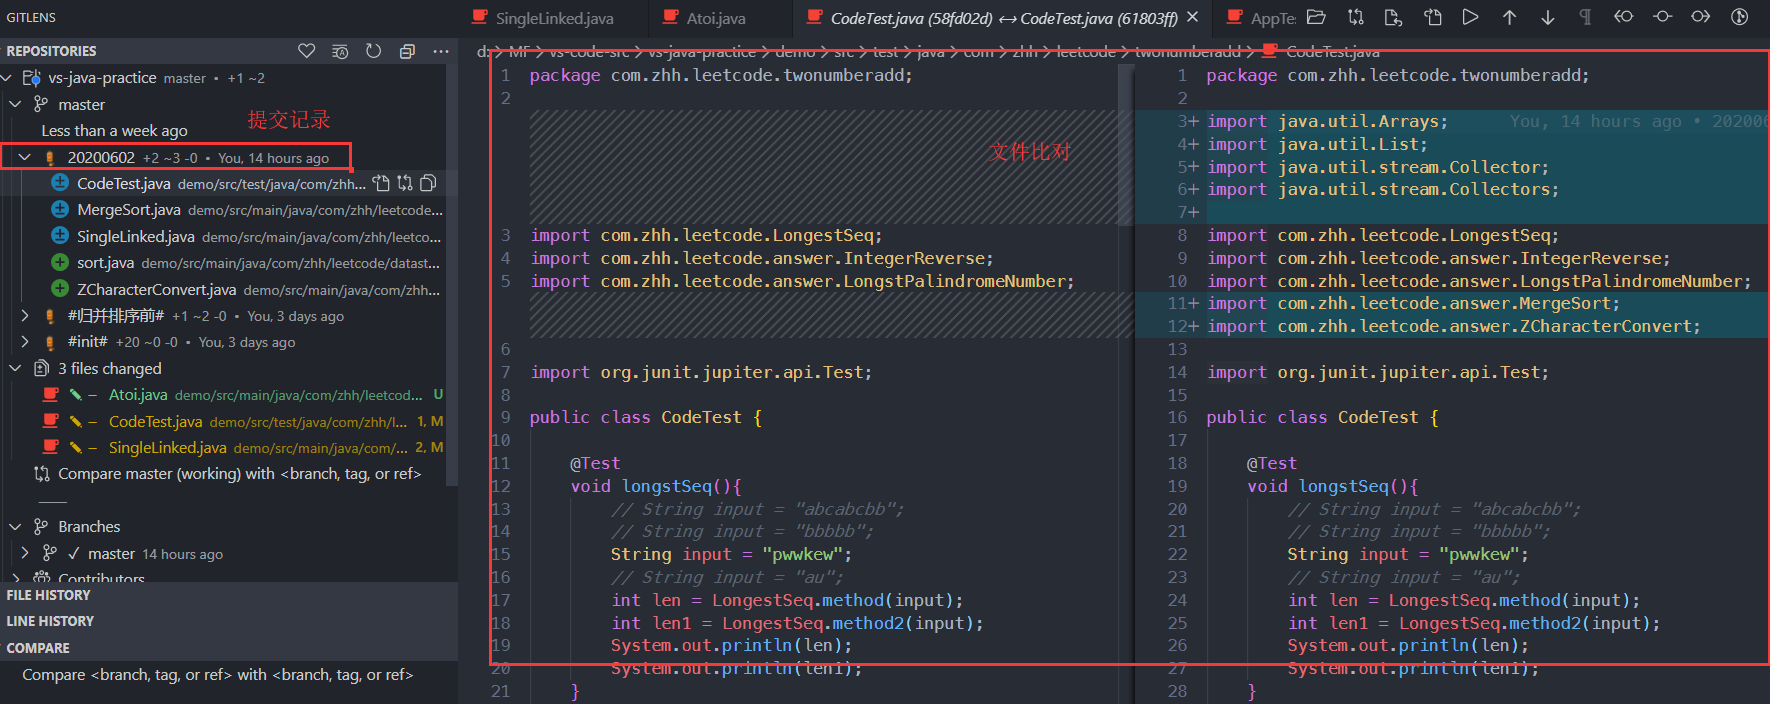 GITLENS
SingleLinked.java
Atoi.java
CodeTest.java (58fd02d) ↔ CodeTest.java (61803ff)
AppTe
REPOSITORIES
d: > MF > vs-code-src > vs-java-practice > demo > src > test > java > com > zhh > leetcode > twonumberadd > CodeTest.java
vs-java-practice master • +1 ~2
master
Less than a week ago
提交记录
20200602 +2 ~3 -0 • You, 14 hours ago
CodeTest.java demo/src/test/java/com/zhh...
MergeSort.java demo/src/main/java/com/zhh/leetcode...
SingleLinked.java demo/src/main/java/com/zhh/leetco...
sort.java demo/src/main/java/com/zhh/leetcode/datast...
ZCharacterConvert.java demo/src/main/java/com/zhh...
#归并排序前# +1 ~2 -0 • You, 3 days ago
#init# +20 ~0 -0 • You, 3 days ago
3 files changed
– Atoi.java demo/src/main/java/com/zhh/leetcod... U
– CodeTest.java demo/src/test/java/com/zhh/l... 1, M
– SingleLinked.java demo/src/main/java/com/... 2, M
Compare master (working) with <branch, tag, or ref>
Branches
✓ master 14 hours ago
Contributors
FILE HISTORY
LINE HISTORY
COMPARE
Compare <branch, tag, or ref> with <branch, tag, or ref>
1 package com.zhh.leetcode.twonumberadd;
2
文件比对
3 import com.zhh.leetcode.LongestSeq;
4 import com.zhh.leetcode.answer.IntegerReverse;
5 import com.zhh.leetcode.answer.LongstPalindromeNumber;
6
7 import org.junit.jupiter.api.Test;
8
9 public class CodeTest {
10
11 @Test
12 void longstSeq(){
13 // String input = "abcabcbb";
14 // String input = "bbbbb";
15 String input = "pwwkew";
16 // String input = "au";
17 int len = LongestSeq.method(input);
18 int len1 = LongestSeq.method2(input);
19 System.out.println(len);
20 System.out.println(len1);
21 }
1 package com.zhh.leetcode.twonumberadd;
2
3+ import java.util.Arrays; You, 14 hours ago • 202006
4+ import java.util.List;
5+ import java.util.stream.Collector;
6+ import java.util.stream.Collectors;
7+
8 import com.zhh.leetcode.LongestSeq;
9 import com.zhh.leetcode.answer.IntegerReverse;
10 import com.zhh.leetcode.answer.LongstPalindromeNumber;
11+ import com.zhh.leetcode.answer.MergeSort;
12+ import com.zhh.leetcode.answer.ZCharacterConvert;
13
14 import org.junit.jupiter.api.Test;
15
16 public class CodeTest {
17
18 @Test
19 void longstSeq(){
20 // String input = "abcabcbb";
21 // String input = "bbbbb";
22 String input = "pwwkew";
23 // String input = "au";
24 int len = LongestSeq.method(input);
25 int len1 = LongestSeq.method2(input);
26 System.out.println(len);
27 System.out.println(len1);
28 }